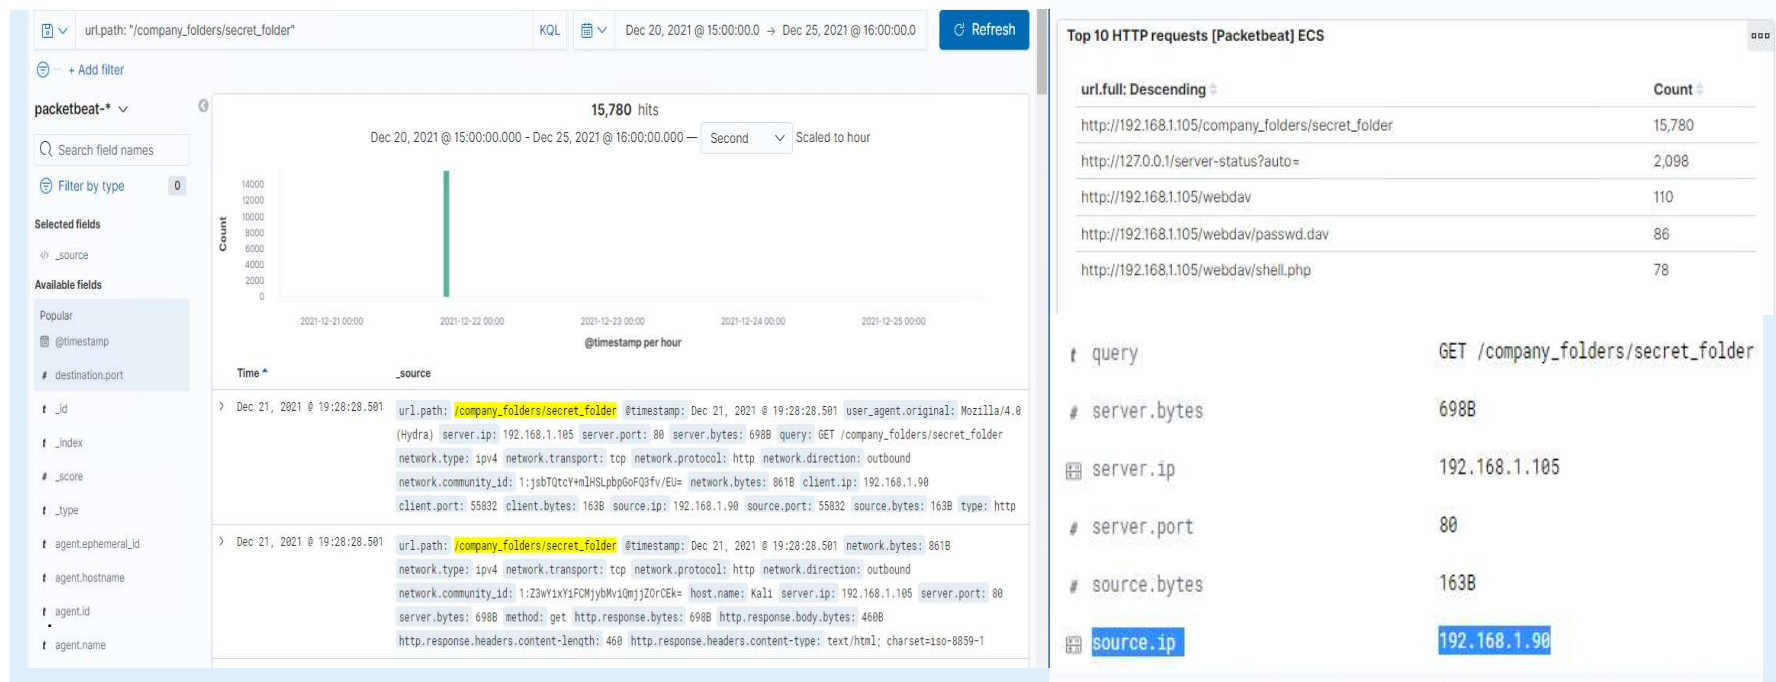 url.path: "/company_folders/secret_folder" KQL Dec 20, 2021 @ 15:00:00.0 → Dec 25, 2021 @ 16:00:00.0 Refresh
+ Add filter
packetbeat-*
Search field names
Filter by type 0
Selected fields
_source
Available fields
Popular
@timestamp
# destination.port
t _id
t _index
# _score
t _type
t agent.ephemeral_id
t agent.hostname
t agent.id
t agent.name
15,780 hits
Dec 20, 2021 @ 15:00:00.000 - Dec 25, 2021 @ 16:00:00.000 — Second Scaled to hour
Count
14000
12000
10000
8000
6000
4000
2000
0
2021-12-21 00:00 2021-12-22 00:00 2021-12-23 00:00 2021-12-24 00:00 2021-12-25 00:00
@timestamp per hour
Time _source
Dec 21, 2021 @ 19:28:28.501 url.path: /company_folders/secret_folder @timestamp: Dec 21, 2021 @ 19:28:28.501 user_agent.original: Mozilla/4.0
(Hydra) server.ip: 192.168.1.105 server.port: 80 server.bytes: 698B query: GET /company_folders/secret_folder
network.type: ipv4 network.transport: tcp network.protocol: http network.direction: outbound
network.community_id: 1:jsbTQtcY+mlHSLpbpGoFQ3fv/EU= network.bytes: 861B client.ip: 192.168.1.90
client.port: 55832 client.bytes: 163B source.ip: 192.168.1.90 source.port: 55832 source.bytes: 163B type: http
Dec 21, 2021 @ 19:28:28.501 url.path: /company_folders/secret_folder @timestamp: Dec 21, 2021 @ 19:28:28.501 network.bytes: 861B
network.type: ipv4 network.transport: tcp network.protocol: http network.direction: outbound
network.community_id: 1:Z3wYixYiFCMjybMviQmjjZOrCEk= host.name: Kali server.ip: 192.168.1.105 server.port: 80
server.bytes: 698B method: get http.response.bytes: 698B http.response.body.bytes: 460B
http.response.headers.content-length: 460 http.response.headers.content-type: text/html; charset=iso-8859-1
Top 10 HTTP requests [Packetbeat] ECS
url.full: Descending Count
http://192.168.1.105/company_folders/secret_folder 15,780
http://127.0.0.1/server-status?auto= 2,098
http://192.168.1.105/webdav 110
http://192.168.1.105/webdav/passwd.dav 86
http://192.168.1.105/webdav/shell.php 78
t query GET /company_folders/secret_folder
# server.bytes 698B
server.ip 192.168.1.105
# server.port 80
# source.bytes 163B
source.ip 192.168.1.90